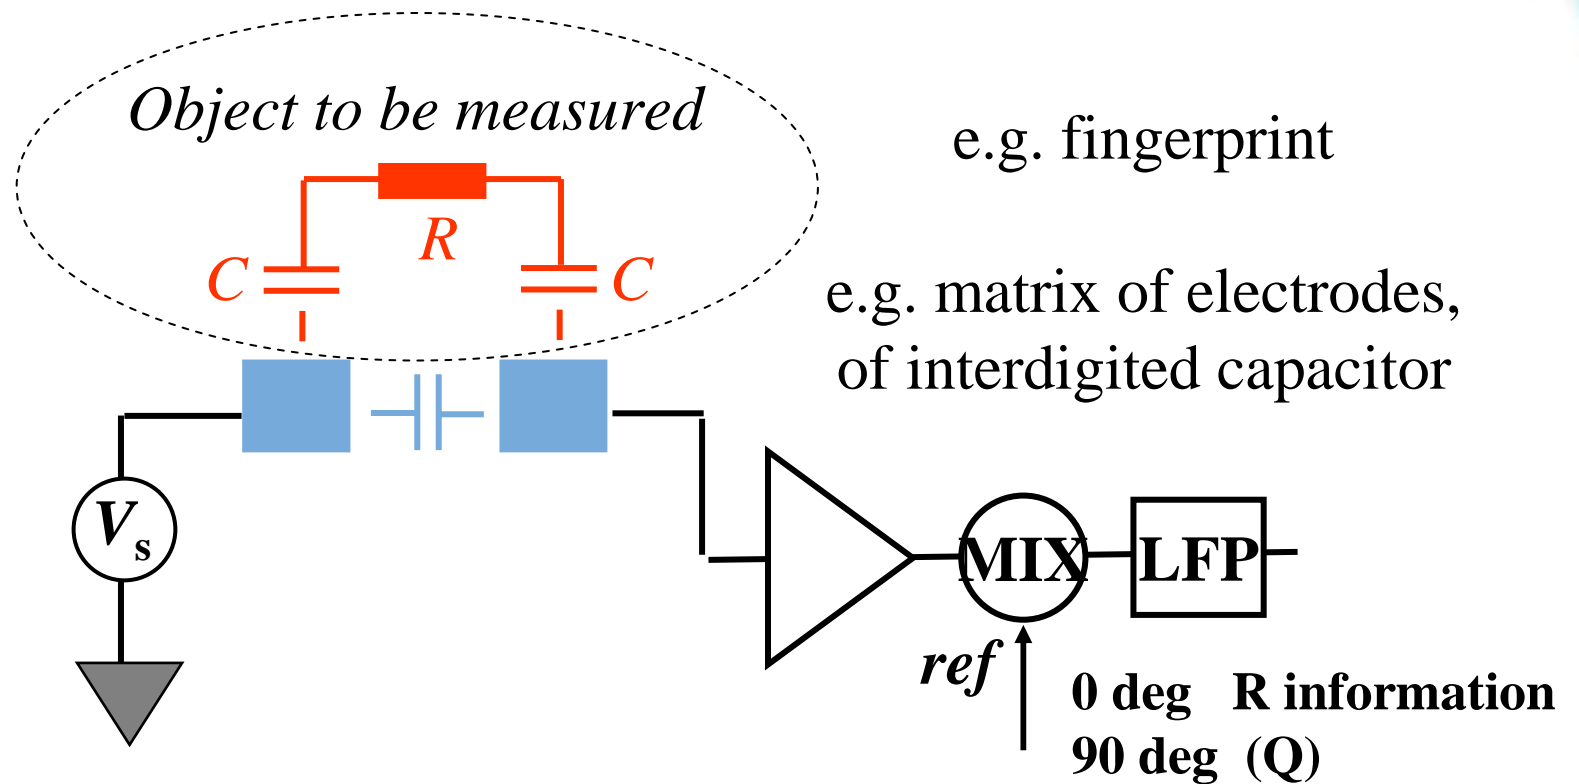 Object to be measured
e.g. fingerprint
R
C
C
e.g. matrix of electrodes,
of interdigited capacitor
Vs
MIX
LFP
ref
0 deg R information
90 deg (Q)